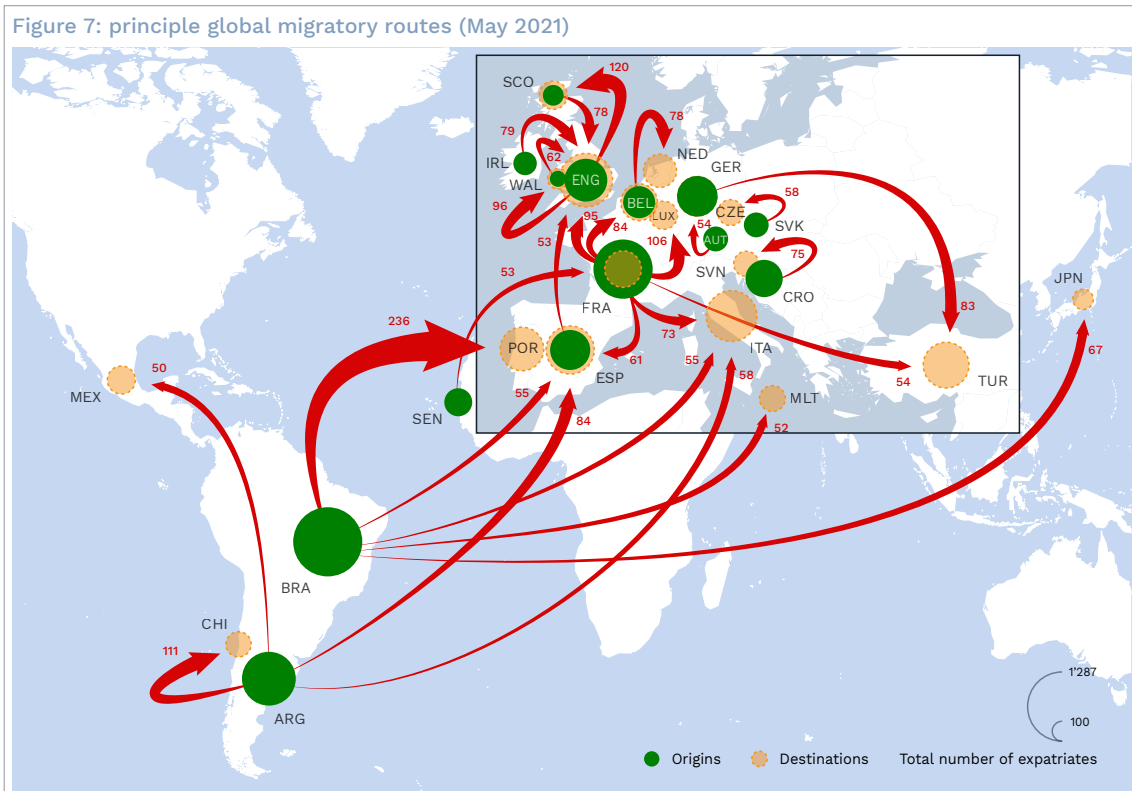 Figure 7: principle global migratory routes (May 2021)
SCO
120
78
79
78
IRL
62
NED
GER
WAL
ENG
58
96
BEL
LUX
CZE
95
84
54
SVK
53
106
AUT
75
53
SVN
JPN
CRO
FRA
83
236
73
ITA
67
POR
61
55
50
ESP
58
54
TUR
MEX
55
MLT
SEN
84
52
BRA
CHI
111
1'287
ARG
100
Origins
Destinations
Total number of expatriates